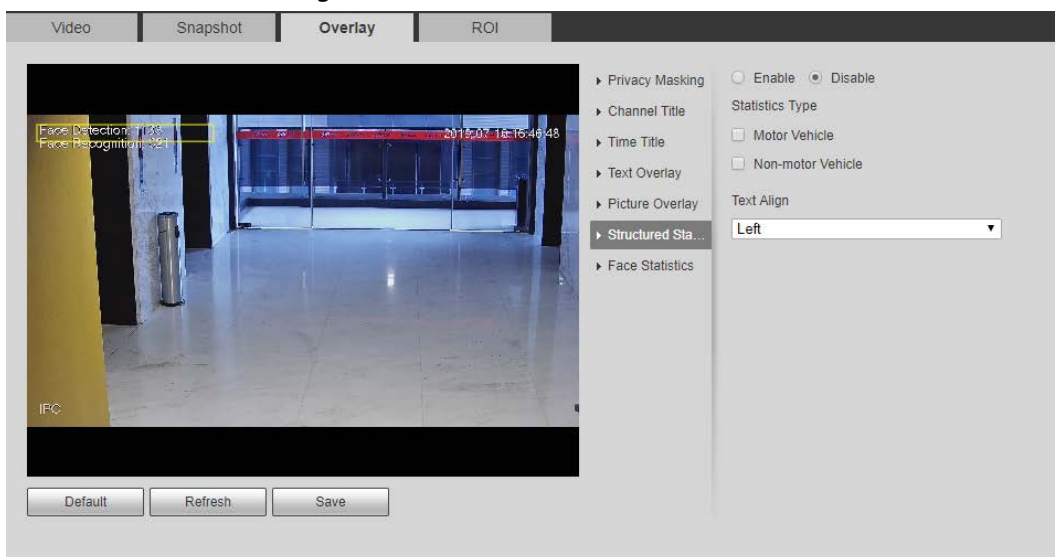 Video Snapshot Overlay ROI
Privacy Masking
Channel Title
Time Title
Text Overlay
Picture Overlay
Structured Sta...
Face Statistics
Enable Disable
Statistics Type
Motor Vehicle
Non-motor Vehicle
Text Align
Left
Face Detection:
Face Recognition:
IPC
Default Refresh Save